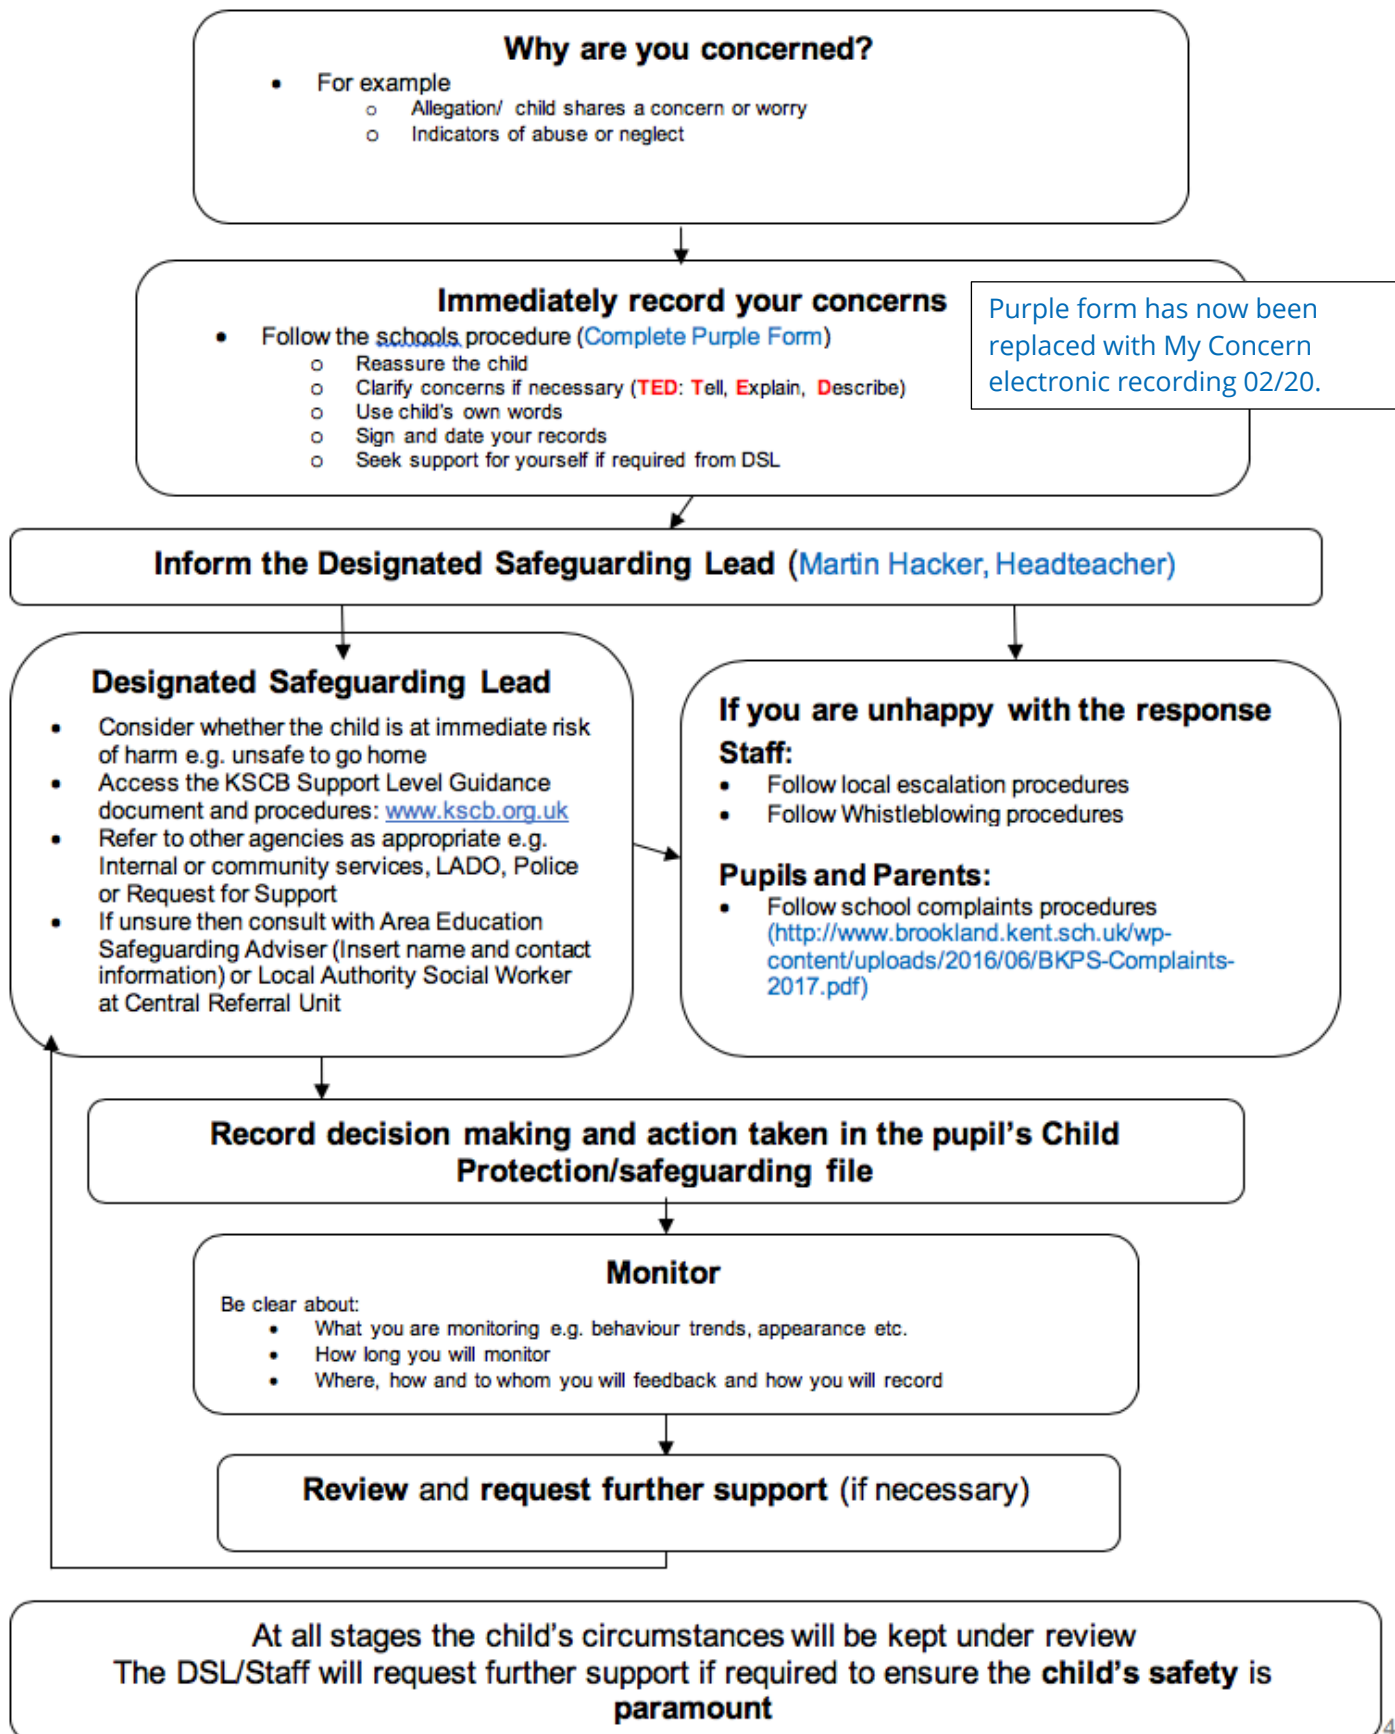 Why are you concerned?
• For example
o Allegation/ child shares a concern or worry
o Indicators of abuse or neglect
Immediately record your concerns
• Follow the schools procedure (Complete Purple Form)
o Reassure the child
o Clarify concerns if necessary (TED: Tell, Explain, Describe)
o Use child's own words
o Sign and date your records
o Seek support for yourself if required from DSL
Purple form has now been
replaced with My Concern
electronic recording 02/20.
Inform the Designated Safeguarding Lead (Martin Hacker, Headteacher)
Designated Safeguarding Lead
• Consider whether the child is at immediate risk
of harm e.g. unsafe to go home
• Access the KSCB Support Level Guidance
document and procedures: www.kscb.org.uk
• Refer to other agencies as appropriate e.g.
Internal or community services, LADO, Police
or Request for Support
• If unsure then consult with Area Education
Safeguarding Adviser (Insert name and contact
information) or Local Authority Social Worker
at Central Referral Unit
If you are unhappy with the response
Staff:
• Follow local escalation procedures
• Follow Whistleblowing procedures
Pupils and Parents:
• Follow school complaints procedures
(http://www.brookland.kent.sch.uk/wp-
content/uploads/2016/06/BKPS-Complaints-
2017.pdf)
Record decision making and action taken in the pupil's Child
Protection/safeguarding file
Monitor
Be clear about:
• What you are monitoring e.g. behaviour trends, appearance etc.
• How long you will monitor
• Where, how and to whom you will feedback and how you will record
Review and request further support (if necessary)
At all stages the child's circumstances will be kept under review
The DSL/Staff will request further support if required to ensure the child's safety is
paramount
4